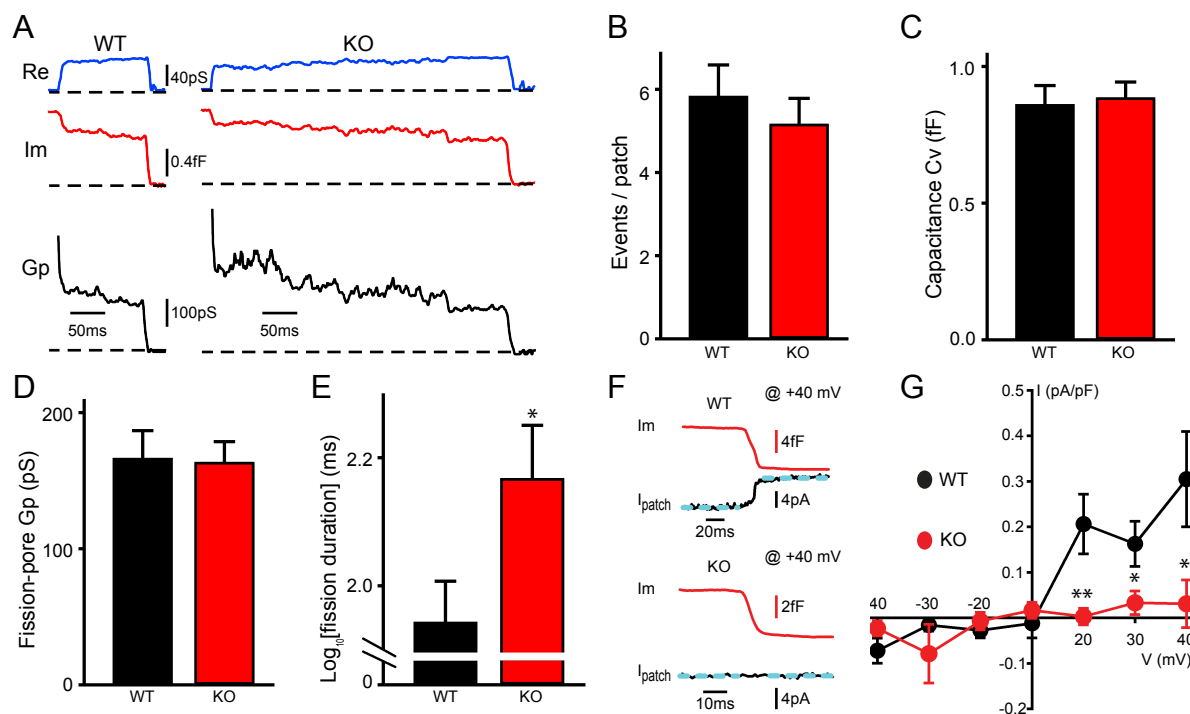 A
WT
KO
Re
40pS
Im
0.4fF
Gp
100pS
50ms
50ms
B
Events / patch
6
4
2
0
WT
KO
C
Capacitance Cv (fF)
1.0
0.5
0.0
WT
KO
D
Fission-pore Gp (pS)
200
100
0
WT
KO
E
Log10[fission duration] (ms)
2.2
2.0
0
*
WT
KO
F
@ +40 mV
WT
Im
4fF
Ipatch
4pA
20ms
@ +40 mV
KO
Im
2fF
Ipatch
4pA
10ms
G
I (pA/pF)
0.5
0.4
0.3
0.2
0.1
-0.1
-0.2
WT
KO
40
-30
-20
20
30
40
**
*
*
V (mV)